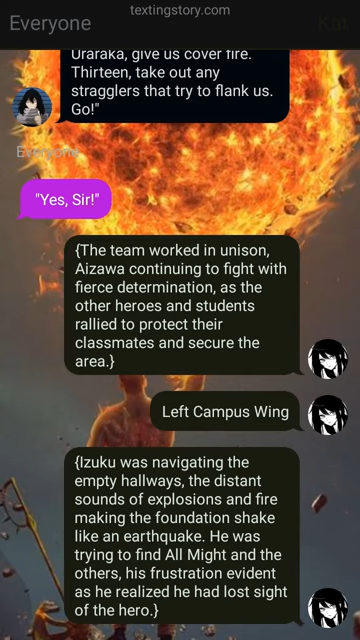 textingstory.com
Everyone
Uraraka, give us cover fire.
Thirteen, take out any
stragglers that try to flank us.
Go!"
Everyone
"Yes, Sir!"
{The team worked in unison,
Aizawa continuing to fight with
fierce determination, as the
other heroes and students
rallied to protect their
classmates and secure the
area.}
Left Campus Wing
{Izuku was navigating the
empty hallways, the distant
sounds of explosions and fire
making the foundation shake
like an earthquake. He was
trying to find All Might and the
others, his frustration evident
as he realized he had lost sight
of the hero.}